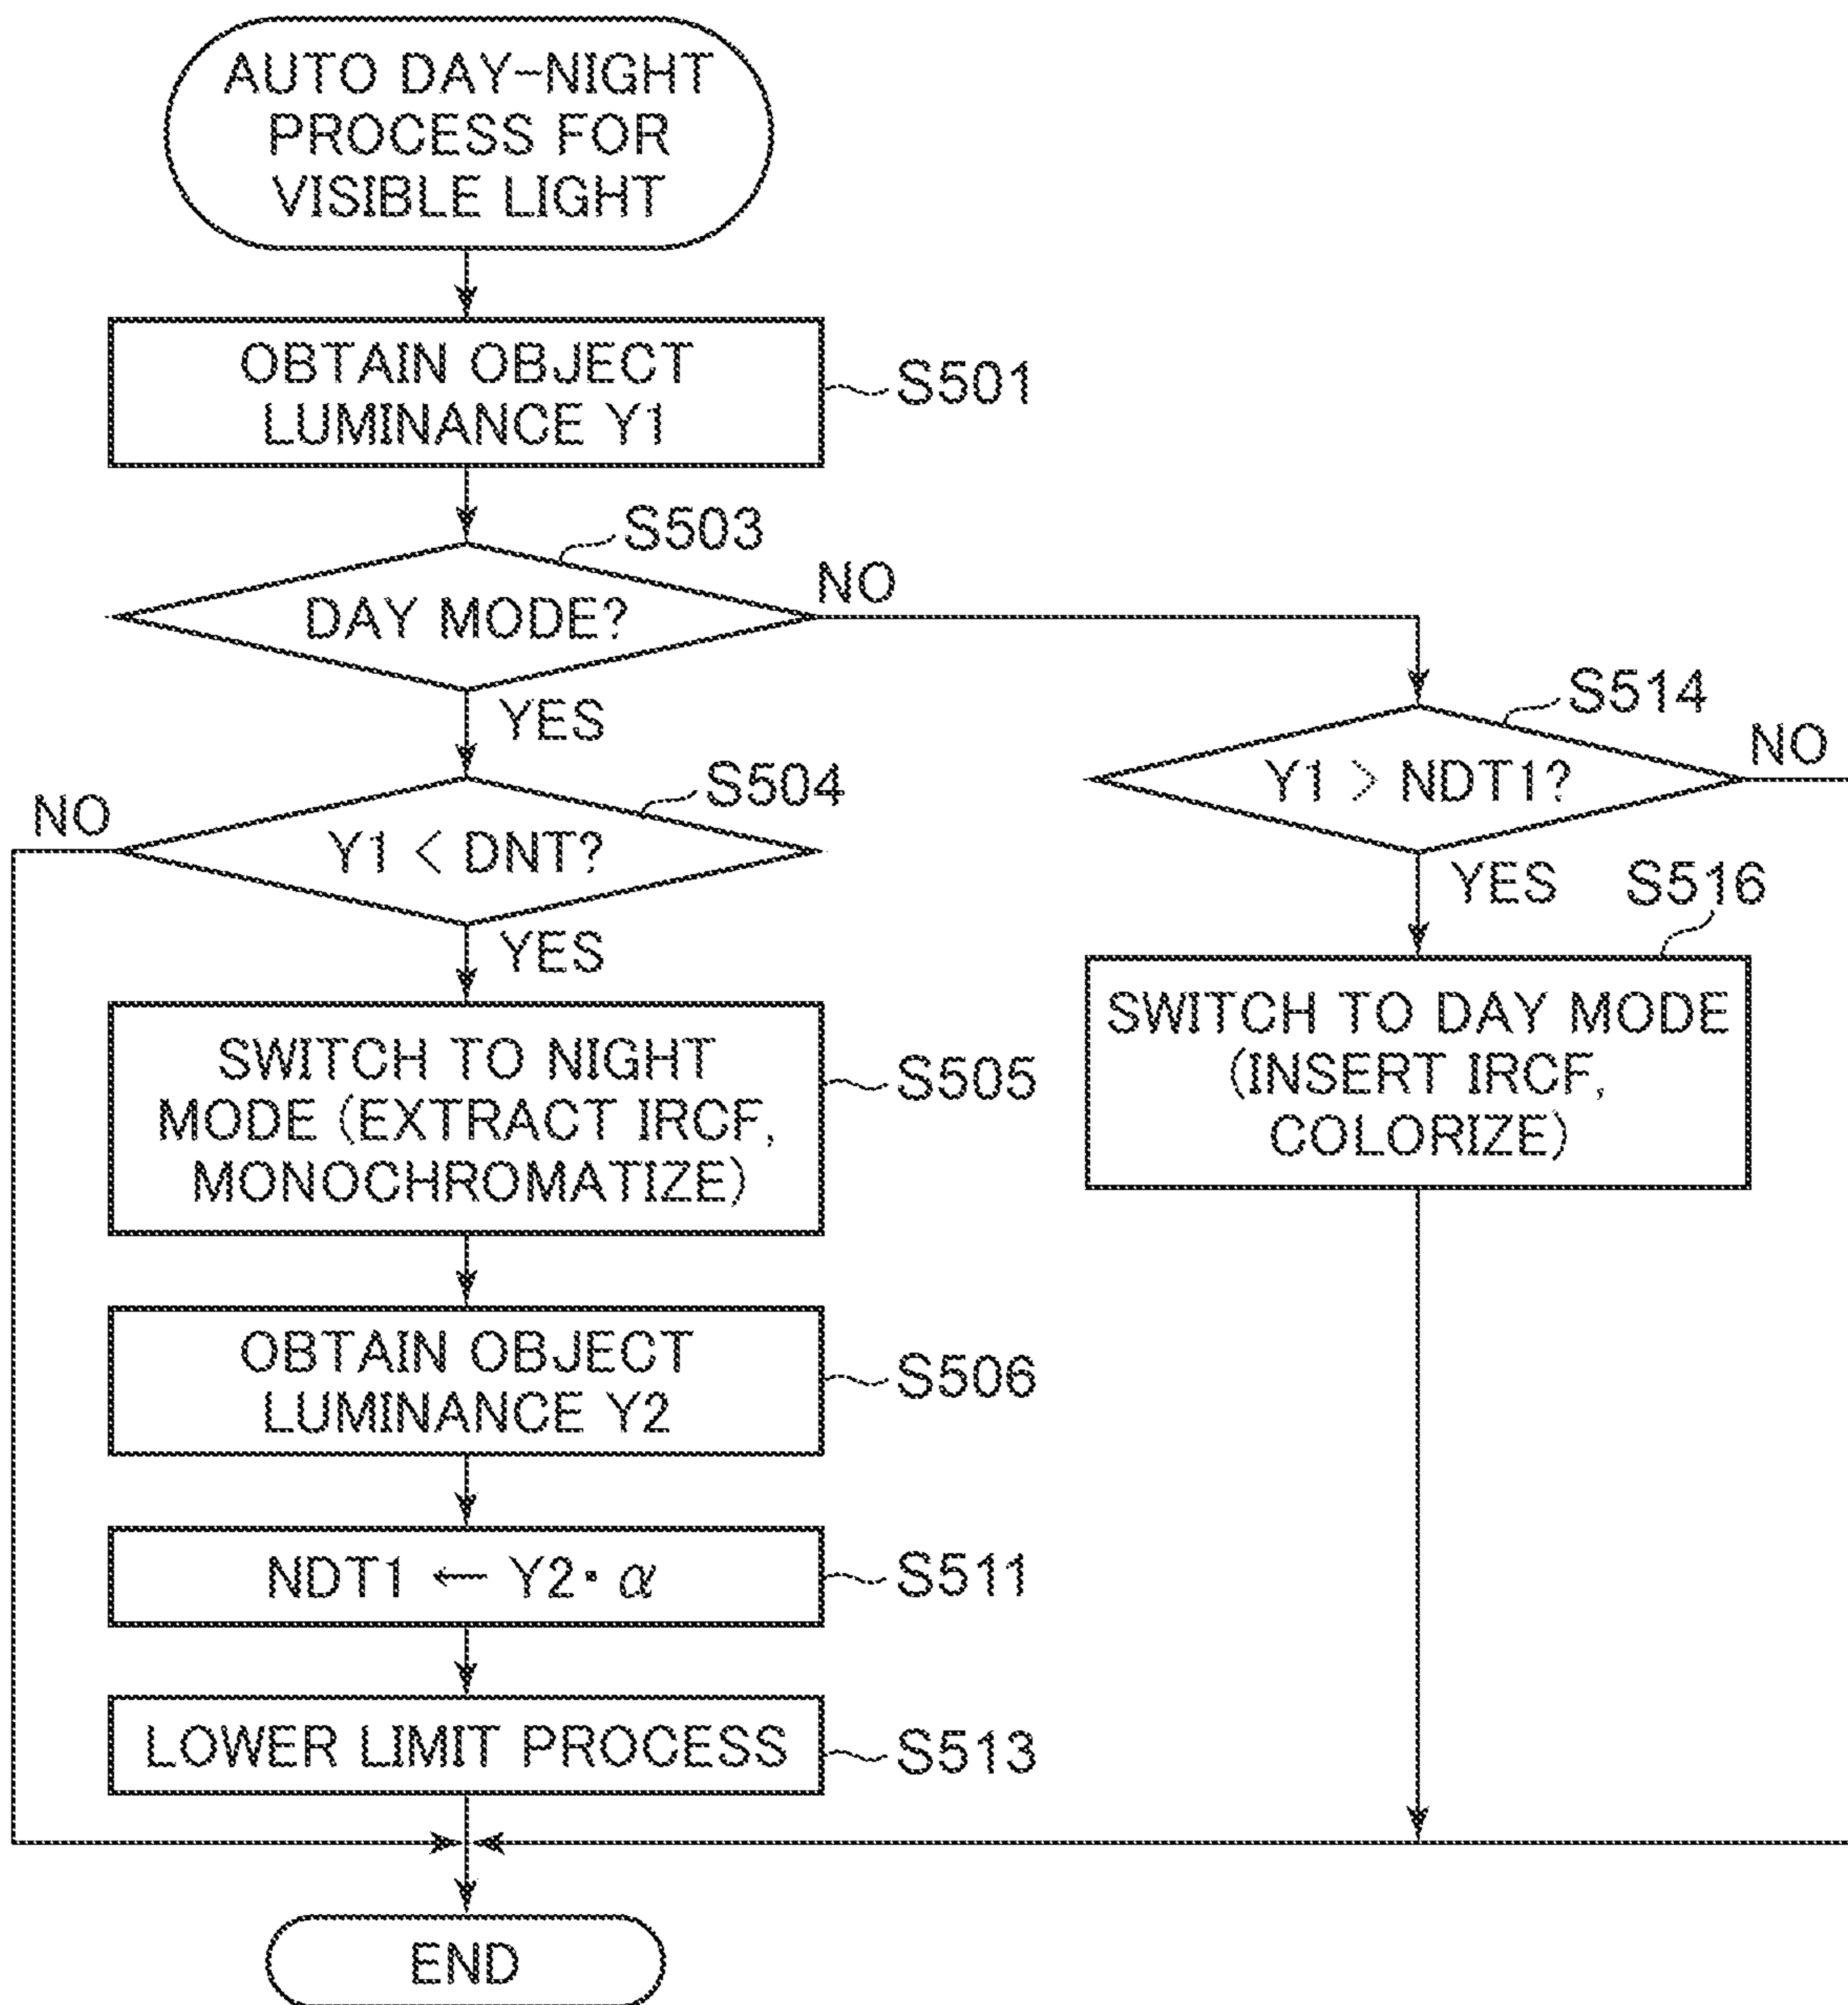 AUTO DAY-NIGHT
PROCESS FOR
VISIBLE LIGHT
OBTAIN OBJECT
LUMINANCE Y1
S501
S503
DAY MODE?
NO
YES
S504
NO
Y1 < DNT?
YES
SWITCH TO NIGHT
MODE (EXTRACT IRCF,
MONOCHROMATIZE)
S505
OBTAIN OBJECT
LUMINANCE Y2
S506
NDT1 ← Y2・α
S511
LOWER LIMIT PROCESS
S513
S514
Y1 > NDT1?
NO
YES
S516
SWITCH TO DAY MODE
(INSERT IRCF,
COLORIZE)
END